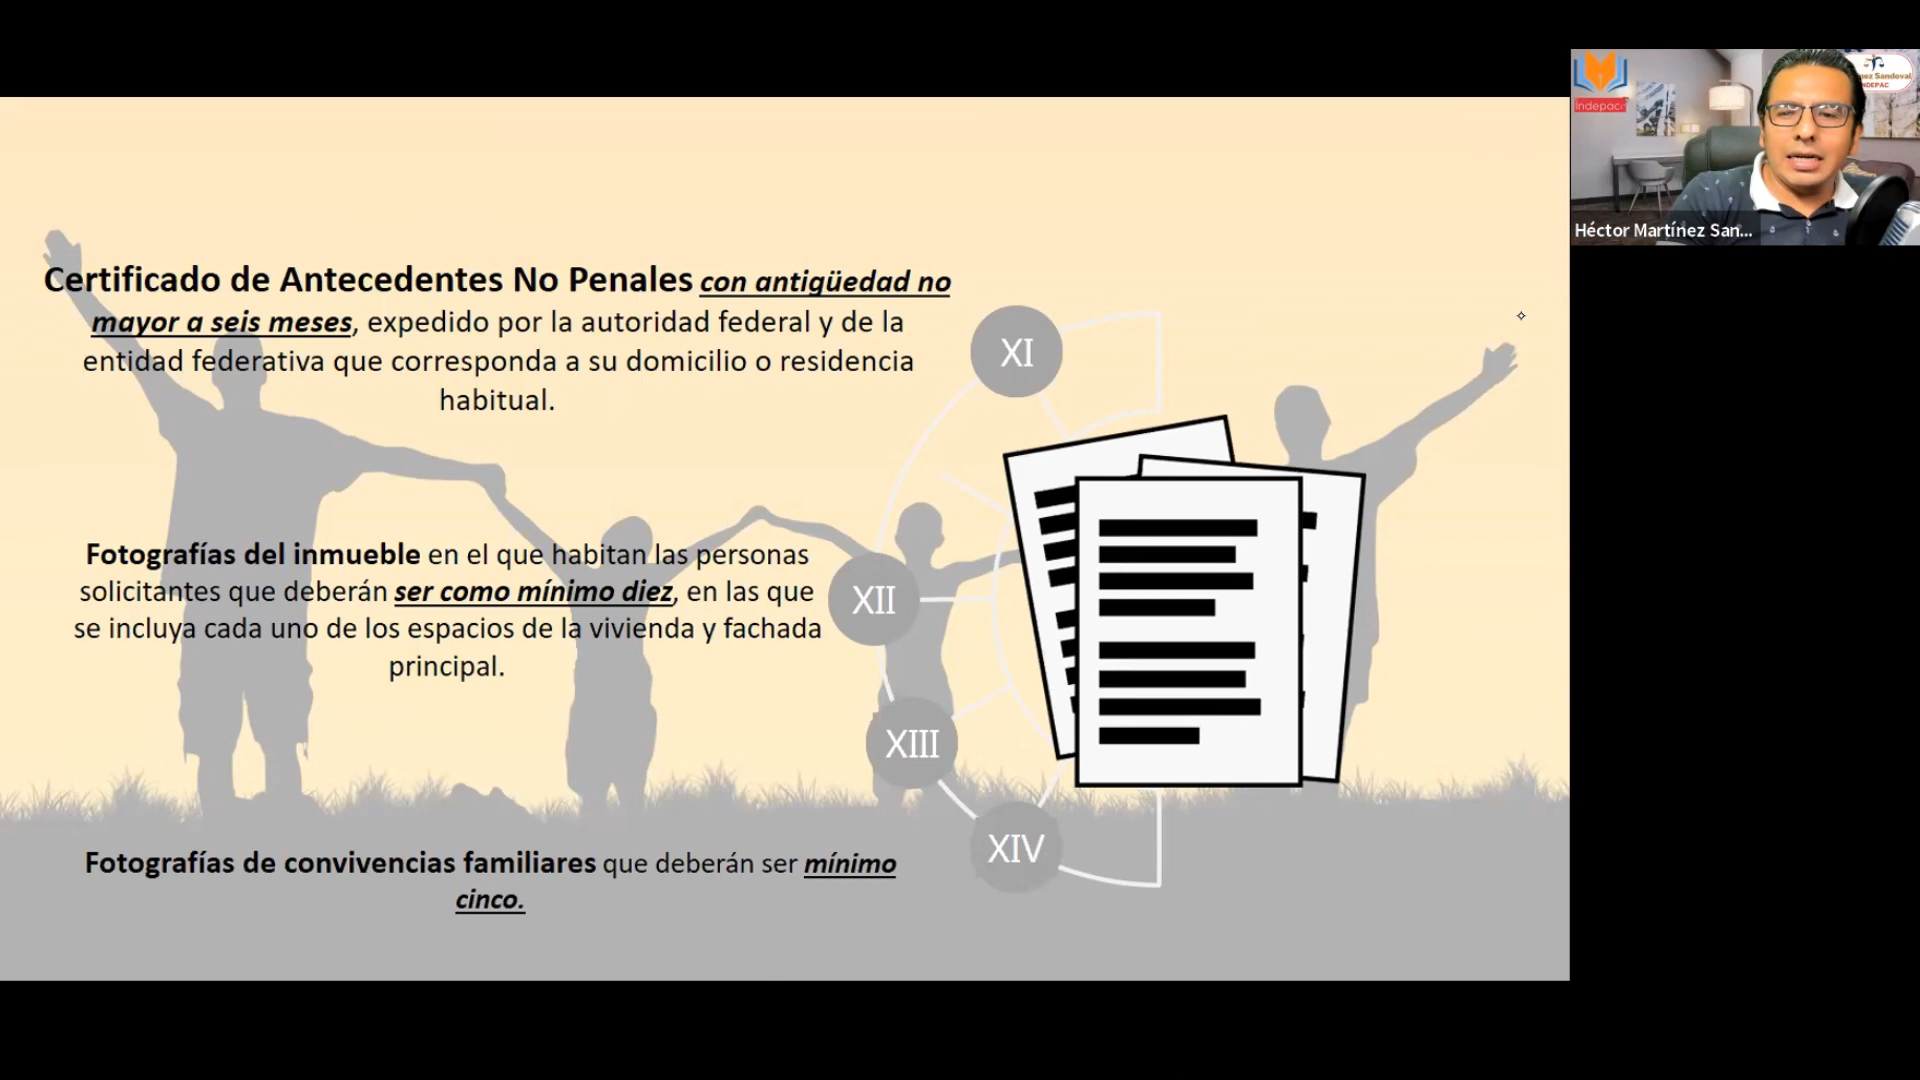 Certificado de Antecedentes No Penales con antigüedad no
mayor a seis meses, expedido por la autoridad federal y de la
entidad federativa que corresponda a su domicilio o residencia
habitual.
XI
Fotografías del inmueble en el que habitan las personas
solicitantes que deberán ser como mínimo diez, en las que
se incluya cada uno de los espacios de la vivienda y fachada
principal.
XII
XIII
Fotografías de convivencias familiares que deberán ser mínimo
cinco.
XIV
Indepac
Sandoval
INDEPAC
Héctor Martínez San...